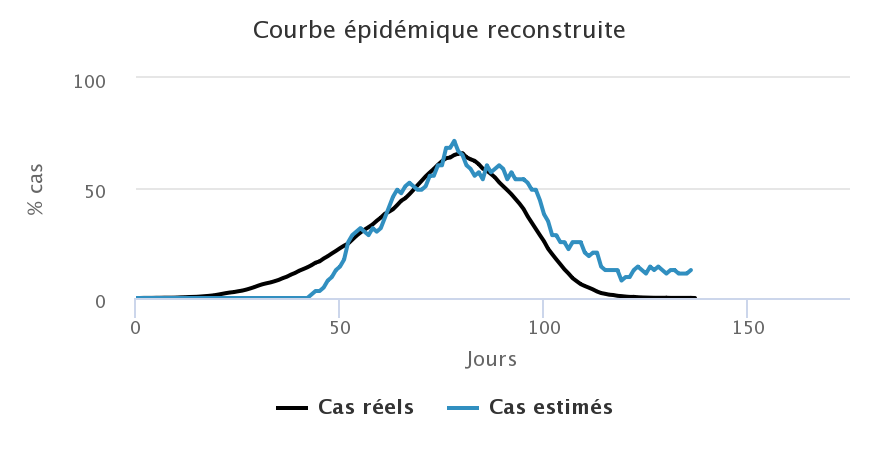 Courbe épidémique reconstruite
100
50
0
% cas
0 50 100 150
Jours
Cas réels Cas estimés